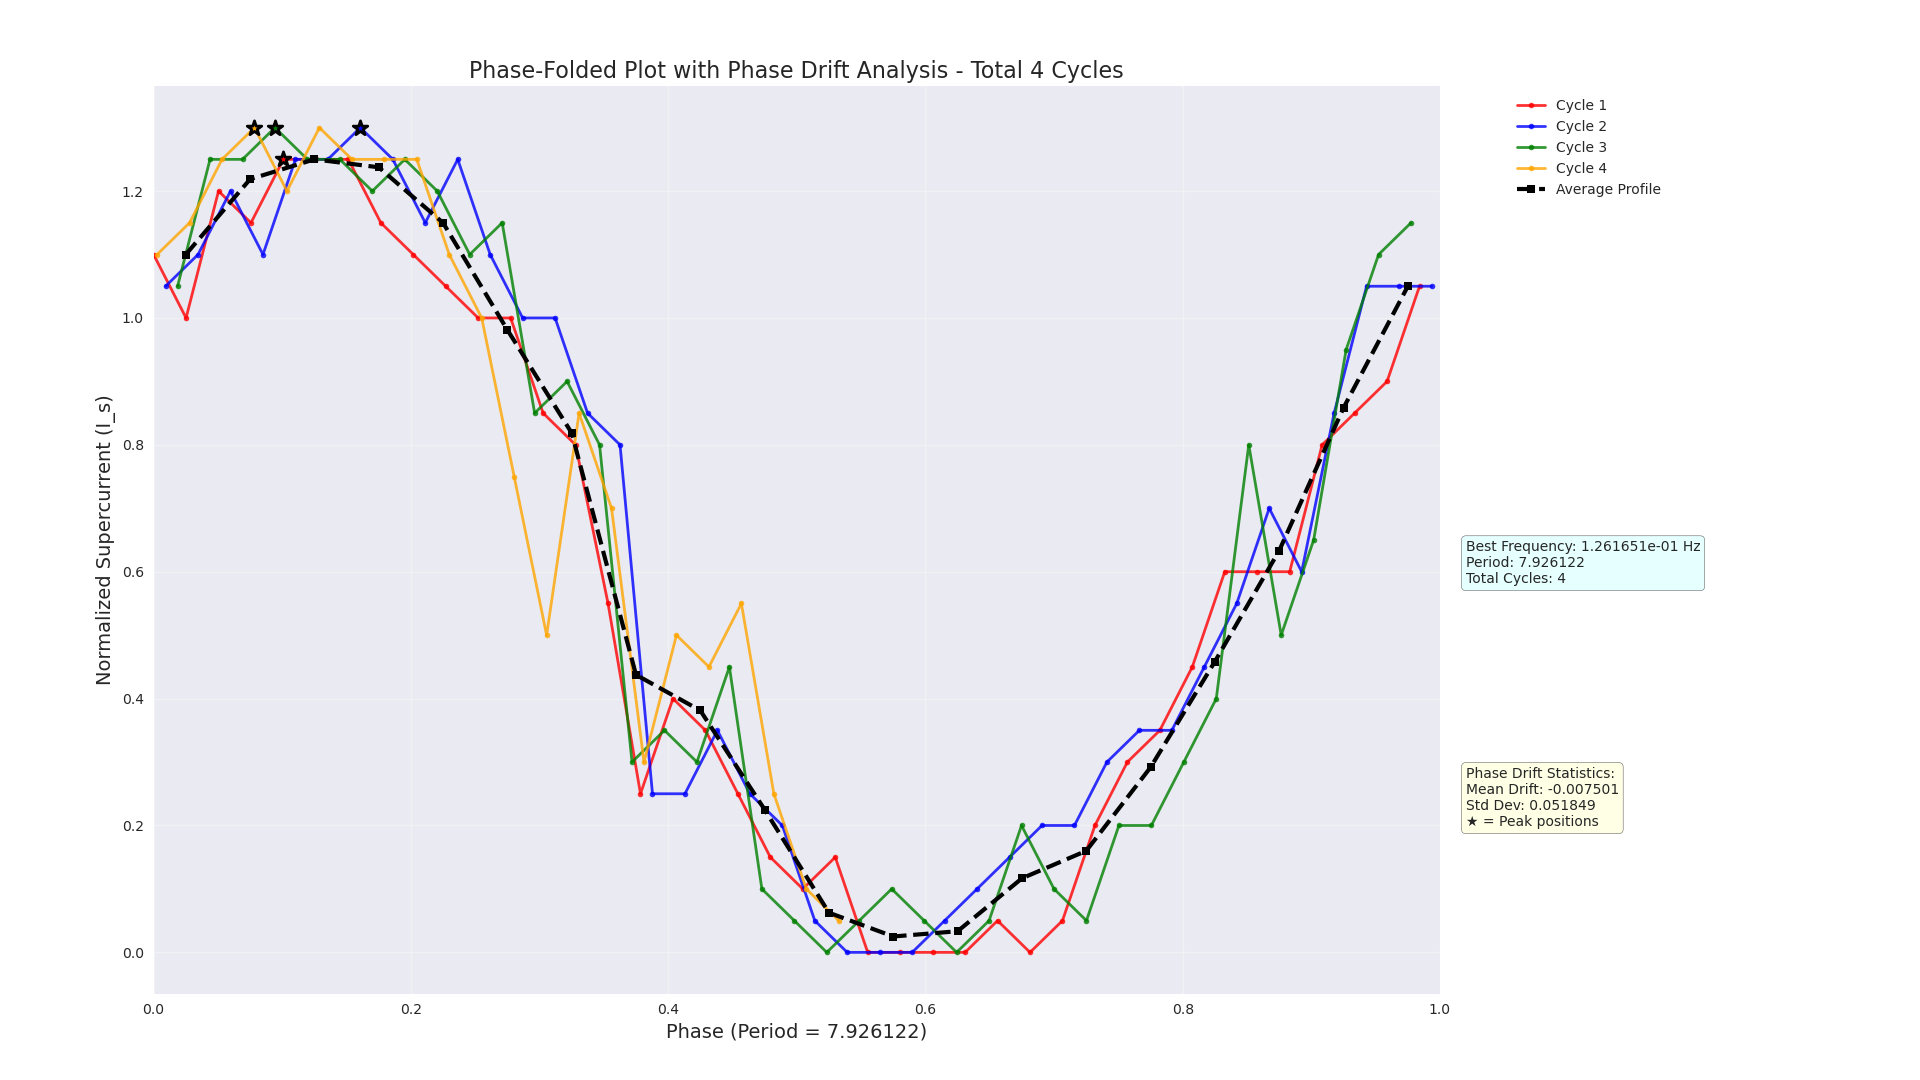 Phase-Folded Plot with Phase Drift Analysis - Total 4 Cycles
Normalized Supercurrent (I_s)
1.2
1.0
0.8
0.6
0.4
0.2
0.0
0.0 0.2 0.4 0.6 0.8 1.0
Phase (Period = 7.926122)
Cycle 1
Cycle 2
Cycle 3
Cycle 4
Average Profile
Best Frequency: 1.261651e-01 Hz
Period: 7.926122
Total Cycles: 4
Phase Drift Statistics:
Mean Drift: -0.007501
Std Dev: 0.051849
★ = Peak positions